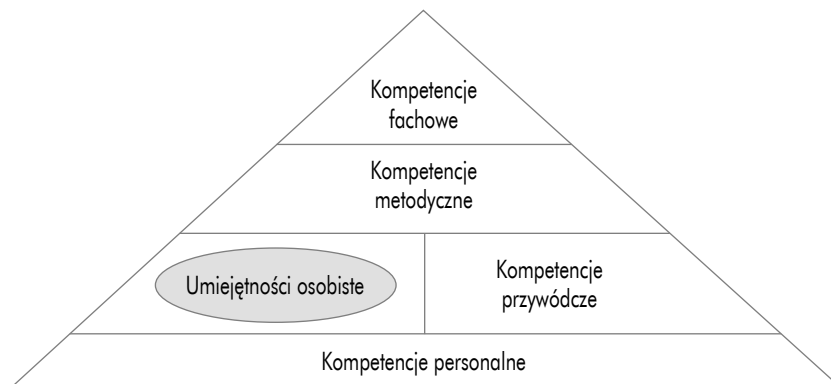 Kompetencje
fachowe
Kompetencje
metodyczne
Umiejętności osobiste
Kompetencje
przywódcze
Kompetencje personalne